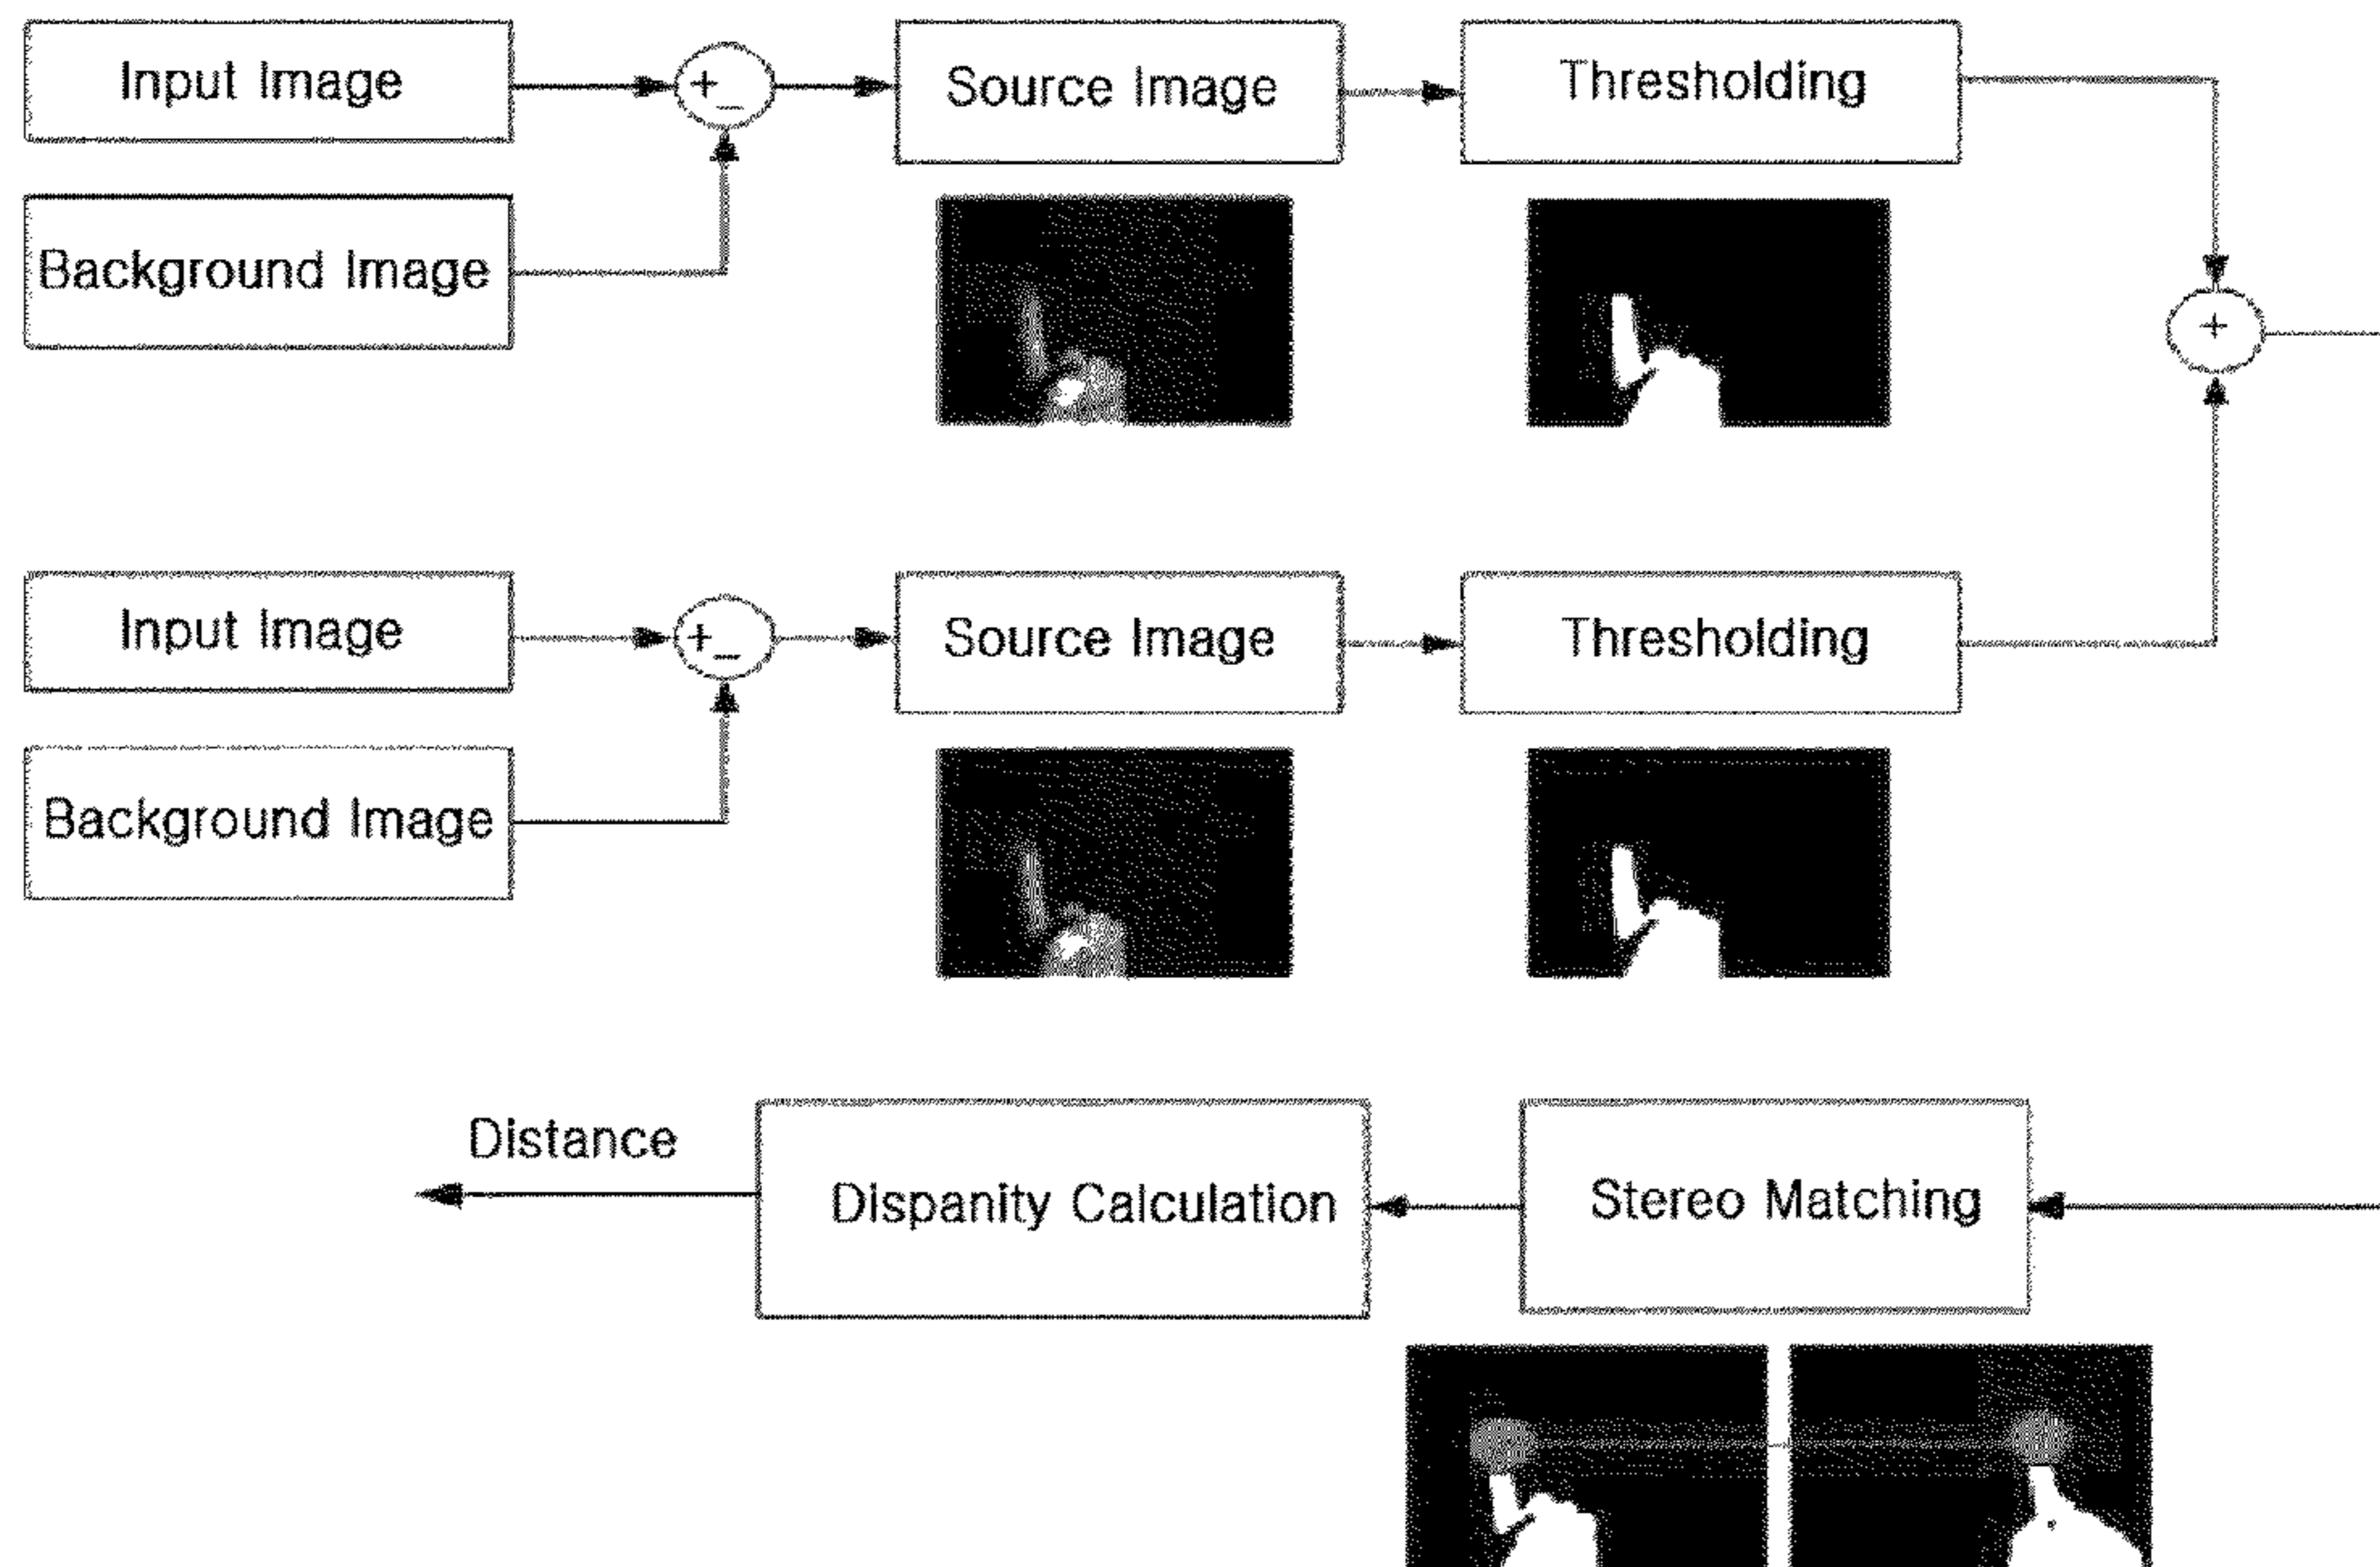 Input Image
+
−
Source Image
Thresholding
Background Image
+
Input Image
+
−
Source Image
Thresholding
Background Image
Distance
Dispanity Calculation
Stereo Matching